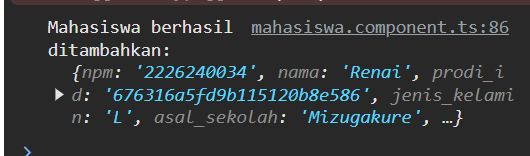 Mahasiswa berhasil mahasiswa.component.ts:86
ditambahkan:
{npm: '2226240034', nama: 'Renai', prodi_i
d: '676316a5fd9b115120b8e586', jenis_kelami
n: 'L', asal_sekolah: 'Mizugakure', …}